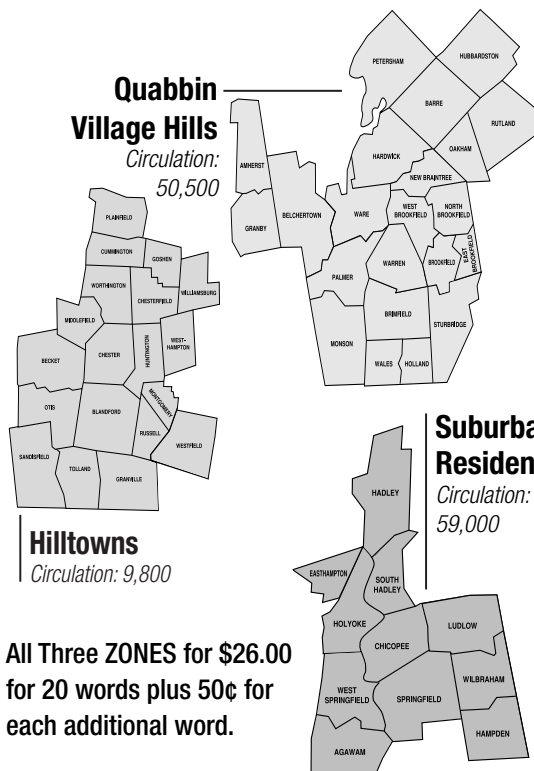 Quabbin
Village Hills
Circulation:
50,500
PETERSHAM
HUBBARDSTON
BARRE
RUTLAND
OAKHAM
HARDWICK
NEW BRAINTREE
AMHERST
BELCHERTOWN
GRANBY
WARE
WEST
BROOKFIELD
NORTH
BROOKFIELD
EAST
BROOKFIELD
BROOKFIELD
WARREN
PALMER
BRIMFIELD
STURBRIDGE
MONSON
WALES
HOLLAND
PLAINFIELD
CUMMINGTON
GOSHEN
WILLIAMSBURG
WORTHINGTON
CHESTERFIELD
MIDDLEFIELD
WEST-
HAMPTON
HUNTINGTON
CHESTER
BECKET
MONTGOMERY
OTIS
BLANDFORD
RUSSELL
WESTFIELD
SANDISFIELD
TOLLAND
GRANVILLE
Hilltowns
Circulation: 9,800
Suburba
Residen
Circulation:
59,000
HADLEY
EASTHAMPTON
SOUTH
HADLEY
HOLYOKE
CHICOPEE
LUDLOW
WEST
SPRINGFIELD
SPRINGFIELD
WILBRAHAM
HAMPDEN
AGAWAM
All Three ZONES for $26.00
for 20 words plus 50¢ for
each additional word.